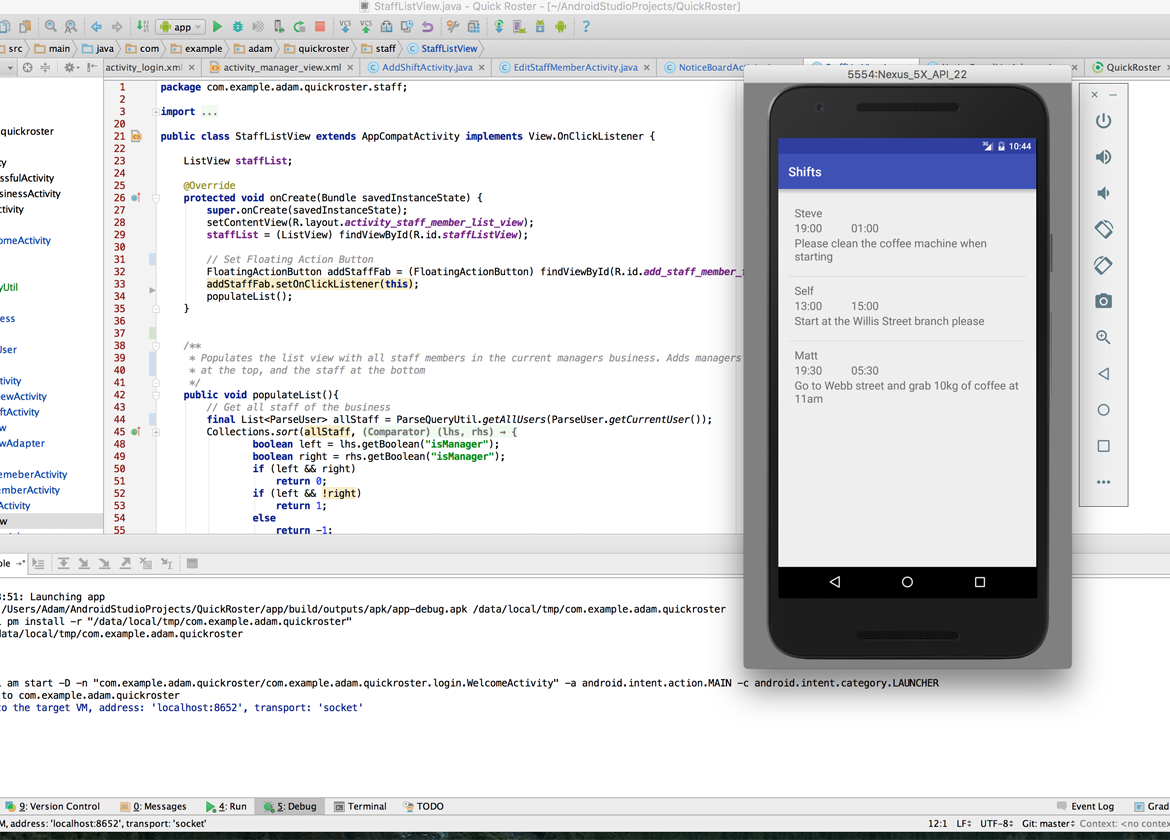 StaffListView.java - Quick Roster - [~/AndroidStudioProjects/QuickRoster]
app
src main java com example adam quickroster staff StaffListView
activity_login.xml activity_manager_view.xml AddShiftActivity.java EditStaffMemberActivity.java QuickRoster
1 package com.example.adam.quickroster.staff;
2
3 import ...
20
21 public class StaffListView extends AppCompatActivity implements View.OnClickListener {
22
23 ListView staffList;
24
25 @Override
26 protected void onCreate(Bundle savedInstanceState) {
27 super.onCreate(savedInstanceState);
28 setContentView(R.layout.activity_staff_member_list_view);
29 staffList = (ListView) findViewById(R.id.staffListView);
30
31 // Set Floating Action Button
32 FloatingActionButton addStaffFab = (FloatingActionButton) findViewById(R.id.add_staff_member_
33 addStaffFab.setOnClickListener(this);
34 populateList();
35 }
36
37
38 /**
39 * Populates the list view with all staff members in the current managers business. Adds managers
40 * at the top, and the staff at the bottom
41 */
42 public void populateList(){
43 // Get all staff of the business
44 final List<ParseUser> allStaff = ParseQueryUtil.getAllUsers(ParseUser.getCurrentUser());
45 Collections.sort(allStaff, (Comparator) (lhs, rhs) → {
48 boolean left = lhs.getBoolean("isManager");
49 boolean right = rhs.getBoolean("isManager");
50 if (left && right)
51 return 0;
52 if (left && !right)
53 return 1;
54 else
55 return -1;
quickroster
ty
ssfulActivity
sinessActivity
ctivity
omeActivity
yUtil
ess
User
tivity
ewActivity
ftActivity
w
wAdapter
emeberActivity
emberActivity
Activity
w
5554:Nexus_5X_API_22
10:44
Shifts
Steve
19:00 01:00
Please clean the coffee machine when
starting
Self
13:00 15:00
Start at the Willis Street branch please
Matt
19:30 05:30
Go to Webb street and grab 10kg of coffee at
11am
:51: Launching app
/Users/Adam/AndroidStudioProjects/QuickRoster/app/build/outputs/apk/app-debug.apk /data/local/tmp/com.example.adam.quickroster
pm install -r "/data/local/tmp/com.example.adam.quickroster"
data/local/tmp/com.example.adam.quickroster
am start -D -n "com.example.adam.quickroster/com.example.adam.quickroster.login.WelcomeActivity" -a android.intent.action.MAIN -c android.intent.category.LAUNCHER
to com.example.adam.quickroster
to the target VM, address: 'localhost:8652', transport: 'socket'
9: Version Control 0: Messages 4: Run 5: Debug Terminal TODO Event Log Grad
M, address: 'localhost:8652', transport: 'socket' 12:1 LF UTF-8 Git: master Context: <no contex